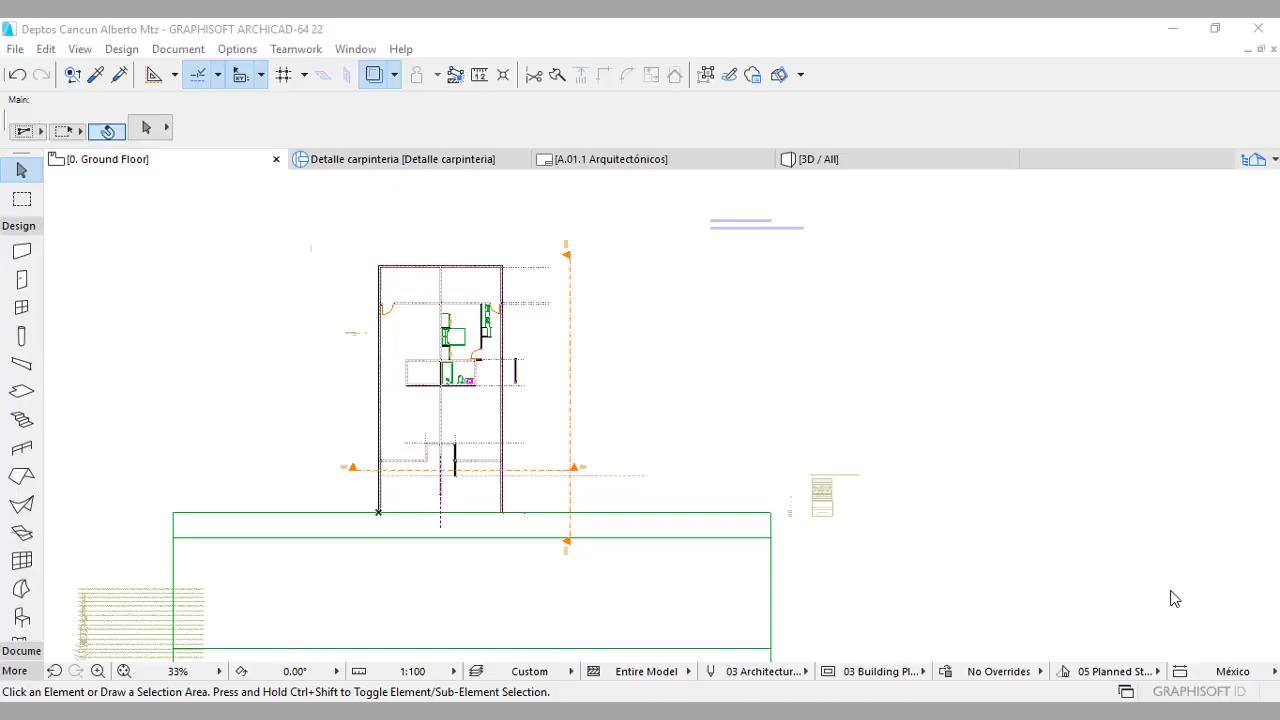 Deptos Cancun Alberto Mtz - GRAPHISOFT ARCHICAD-64 22
File Edit View Design Document Options Teamwork Window Help
Main:
[0. Ground Floor] Detalle carpinteria [Detalle carpinteria] [A.01.1 Arquitectónicos] [3D / All]
Design
Docume
More 33% 0.00° 1:100 Custom Entire Model 03 Architectur... 03 Building Pl... No Overrides 05 Planned St... México
Click an Element or Draw a Selection Area. Press and Hold Ctrl+Shift to Toggle Element/Sub-Element Selection. GRAPHISOFT ID